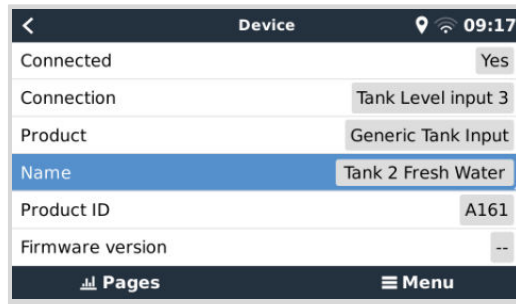 Device 09:17
Connected Yes
Connection Tank Level input 3
Product Generic Tank Input
Name Tank 2 Fresh Water
Product ID A161
Firmware version --
Pages Menu